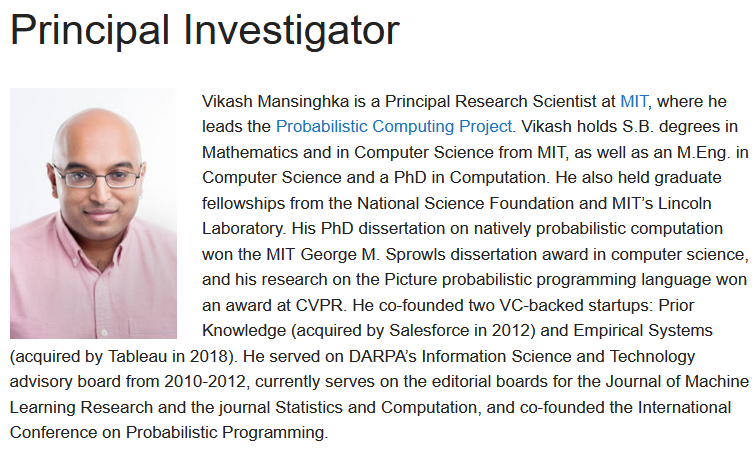 Principal Investigator
Vikash Mansinghka is a Principal Research Scientist at MIT, where he
leads the Probabilistic Computing Project. Vikash holds S.B. degrees in
Mathematics and in Computer Science from MIT, as well as an M.Eng. in
Computer Science and a PhD in Computation. He also held graduate
fellowships from the National Science Foundation and MIT’s Lincoln
Laboratory. His PhD dissertation on natively probabilistic computation
won the MIT George M. Sprowls dissertation award in computer science,
and his research on the Picture probabilistic programming language won
an award at CVPR. He co-founded two VC-backed startups: Prior
Knowledge (acquired by Salesforce in 2012) and Empirical Systems
(acquired by Tableau in 2018). He served on DARPA’s Information Science and Technology
advisory board from 2010-2012, currently serves on the editorial boards for the Journal of Machine
Learning Research and the journal Statistics and Computation, and co-founded the International
Conference on Probabilistic Programming.